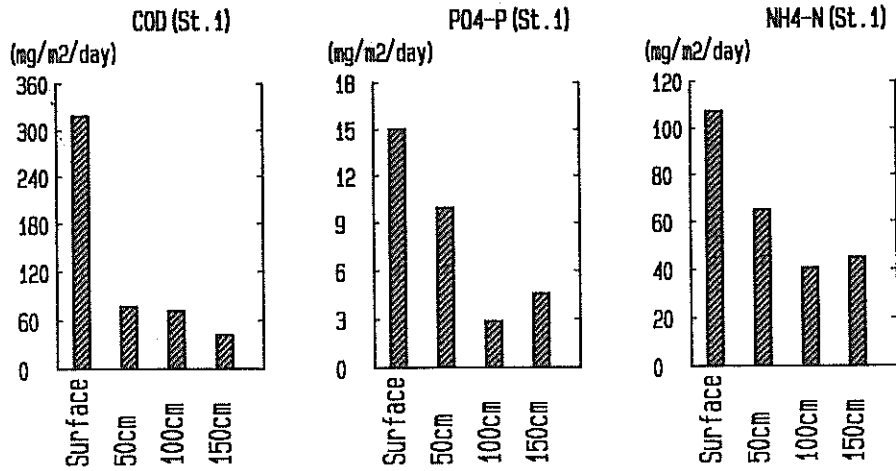 COD (St.1)
(mg/m2/day)
360
300
240
180
120
60
0
Surface
50cm
100cm
150cm
PO4-P (St.1)
(mg/m2/day)
18
15
12
9
6
3
0
Surface
50cm
100cm
150cm
NH4-N (St.1)
(mg/m2/day)
120
100
80
60
40
20
0
Surface
50cm
100cm
150cm